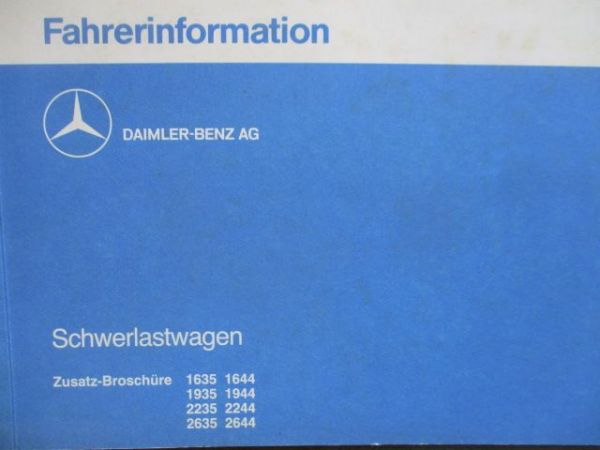 Fahrerinformation
DAIMLER-BENZ AG
Schwerlastwagen
Zusatz-Broschüre 1635 1644
1935 1944
2235 2244
2635 2644